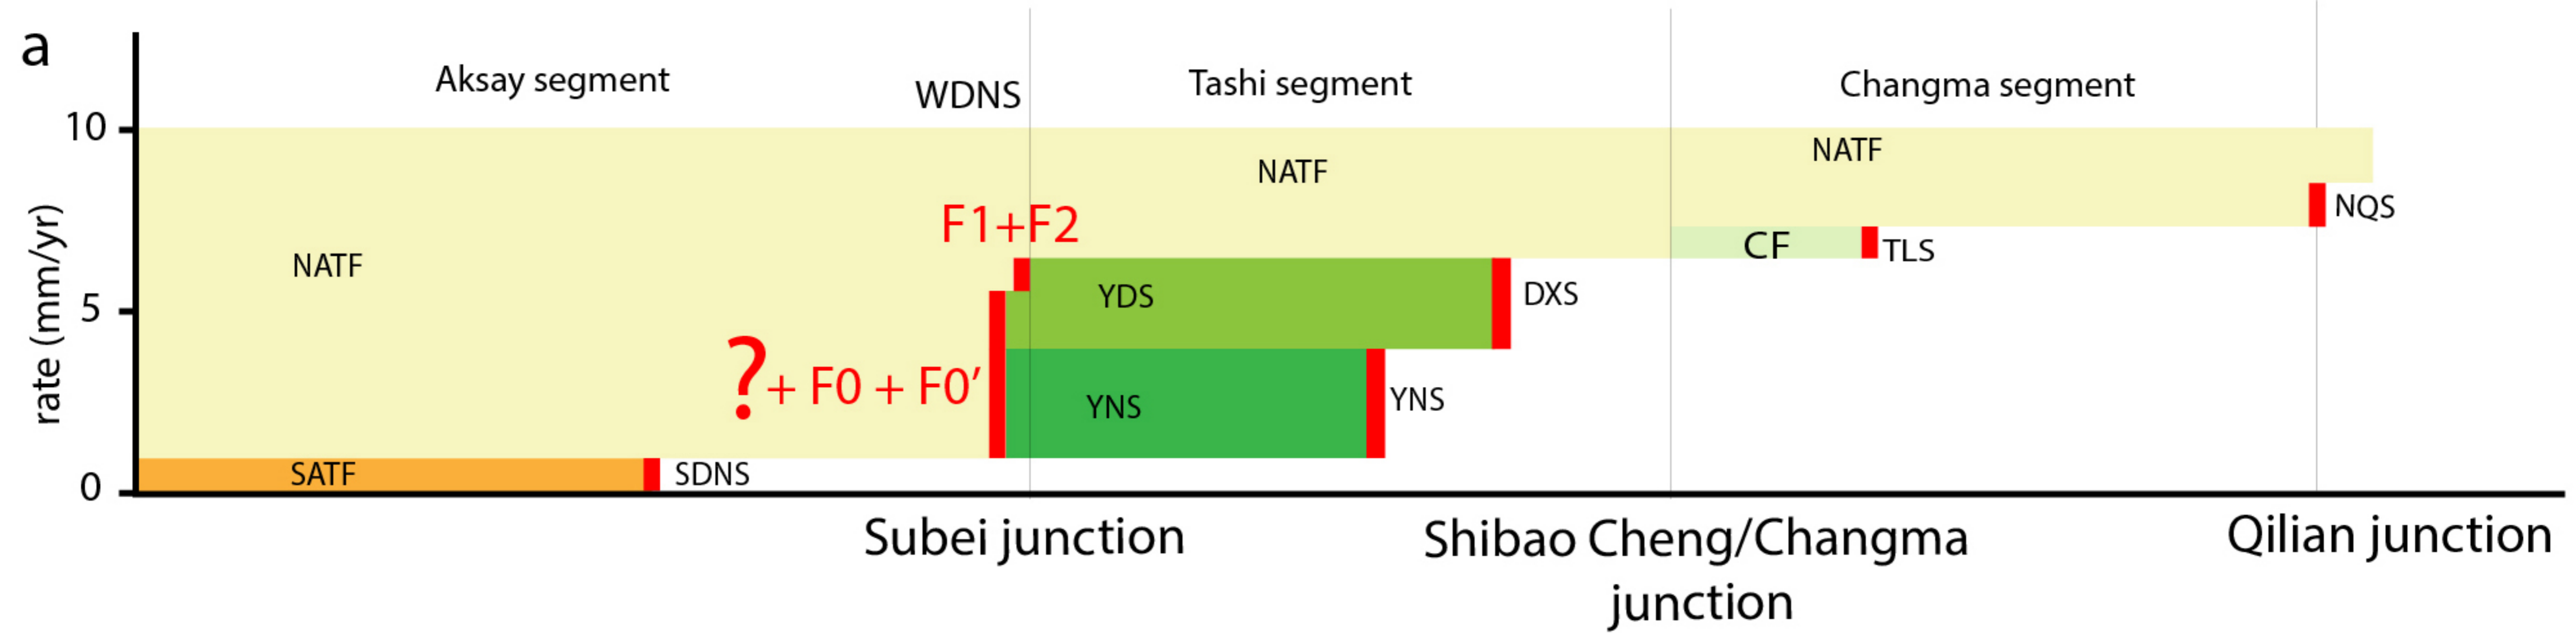 a
Aksay segment
WDNS
Tashi segment
Changma segment
10
NATF
NATF
NQS
F1+F2
CF
TLS
NATF
YDS
DXS
5
rate (mm/yr)
? + F0 + F0’
YNS
YNS
SATF
SDNS
0
Subei junction
Shibao Cheng/Changma
junction
Qilian junction